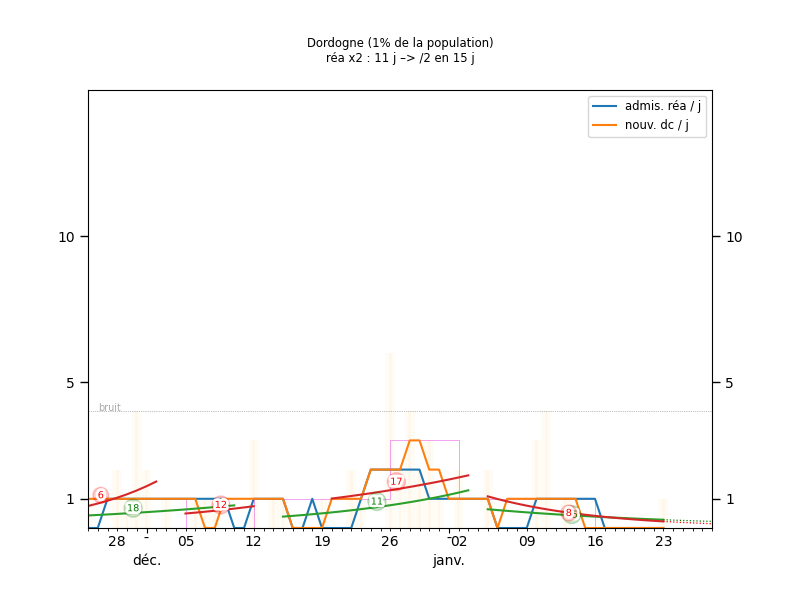 Dordogne (1% de la population)
réa x2 : 11 j –> /2 en 15 j
admis. réa / j
nouv. dc / j
10 10
5 5
bruit
1 1
6
18
12
11
17
8
28 - 05 12 19 26 -02 09 16 23
déc. janv.